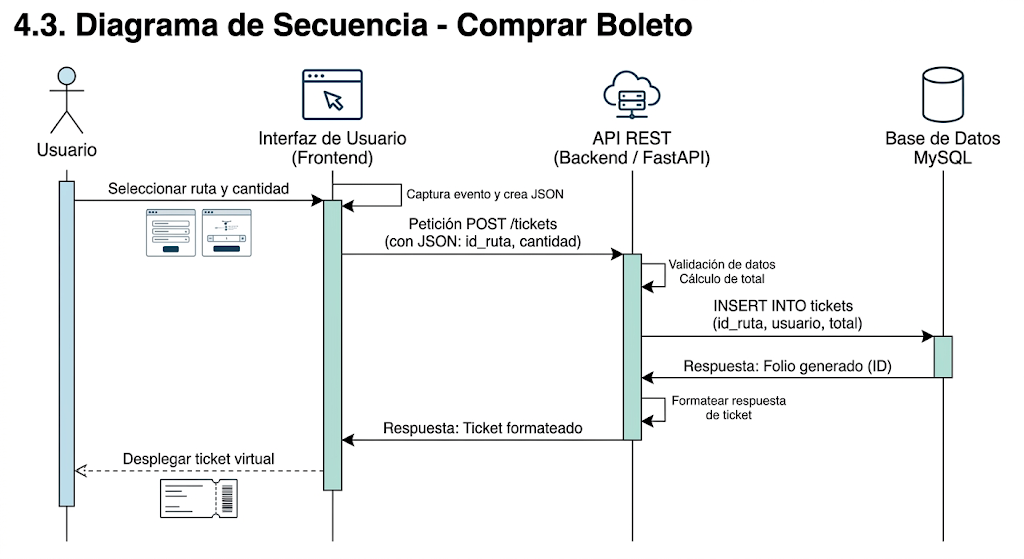 4.3. Diagrama de Secuencia - Comprar Boleto
Usuario
Interfaz de Usuario
(Frontend)
API REST
(Backend / FastAPI)
Base de Datos
MySQL
Seleccionar ruta y cantidad
Captura evento y crea JSON
Petición POST /tickets
(con JSON: id_ruta, cantidad)
Validación de datos
Cálculo de total
INSERT INTO tickets
(id_ruta, usuario, total)
Respuesta: Folio generado (ID)
Formatear respuesta
de ticket
Respuesta: Ticket formateado
Desplegar ticket virtual